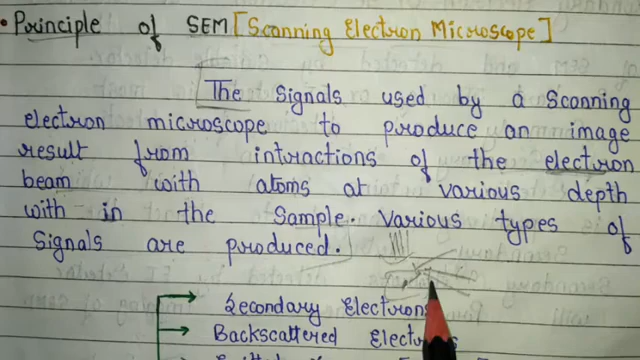 • Principle of SEM [Scanning Electron Microscope]
The Signals used by a Scanning
electron microscope to produce an image
result from intractions of the electron
beam with atoms at various depth
with in the Sample. Various types of
Signals are produced.
Secondary Electrons
Backscattered Electrons